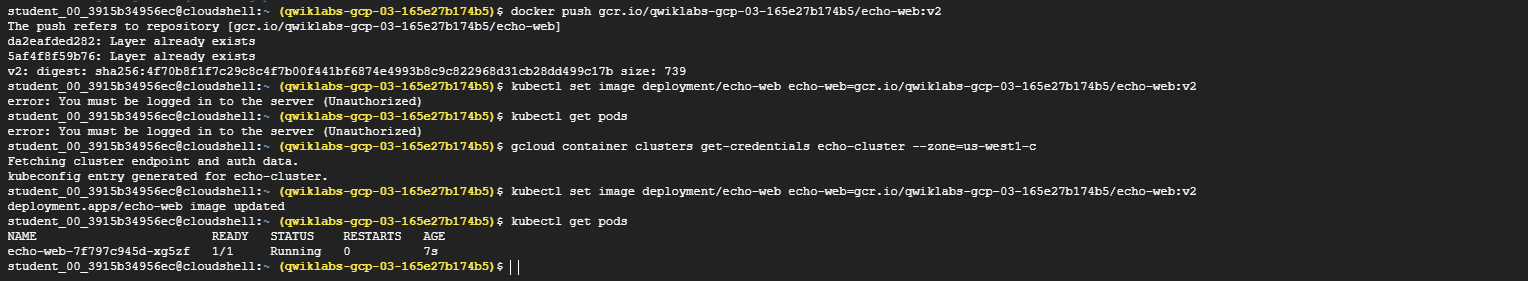 student_00_3915b34956ec@cloudshell:~ (qwiklabs-gcp-03-165e27b174b5)$ docker push gcr.io/qwiklabs-gcp-03-165e27b174b5/echo-web:v2
The push refers to repository [gcr.io/qwiklabs-gcp-03-165e27b174b5/echo-web]
da2eafded282: Layer already exists
5af4f8f59b76: Layer already exists
v2: digest: sha256:4f70b8f1f7c29c8c4f7b00f441bf6874e4993b8c9c822968d31cb28dd499c17b size: 739
student_00_3915b34956ec@cloudshell:~ (qwiklabs-gcp-03-165e27b174b5)$ kubectl set image deployment/echo-web echo-web=gcr.io/qwiklabs-gcp-03-165e27b174b5/echo-web:v2
error: You must be logged in to the server (Unauthorized)
student_00_3915b34956ec@cloudshell:~ (qwiklabs-gcp-03-165e27b174b5)$ kubectl get pods
error: You must be logged in to the server (Unauthorized)
student_00_3915b34956ec@cloudshell:~ (qwiklabs-gcp-03-165e27b174b5)$ gcloud container clusters get-credentials echo-cluster --zone=us-west1-c
Fetching cluster endpoint and auth data.
kubeconfig entry generated for echo-cluster.
student_00_3915b34956ec@cloudshell:~ (qwiklabs-gcp-03-165e27b174b5)$ kubectl set image deployment/echo-web echo-web=gcr.io/qwiklabs-gcp-03-165e27b174b5/echo-web:v2
deployment.apps/echo-web image updated
student_00_3915b34956ec@cloudshell:~ (qwiklabs-gcp-03-165e27b174b5)$ kubectl get pods
NAME READY STATUS RESTARTS AGE
echo-web-7f797c945d-xg5zf 1/1 Running 0 7s
student_00_3915b34956ec@cloudshell:~ (qwiklabs-gcp-03-165e27b174b5)$